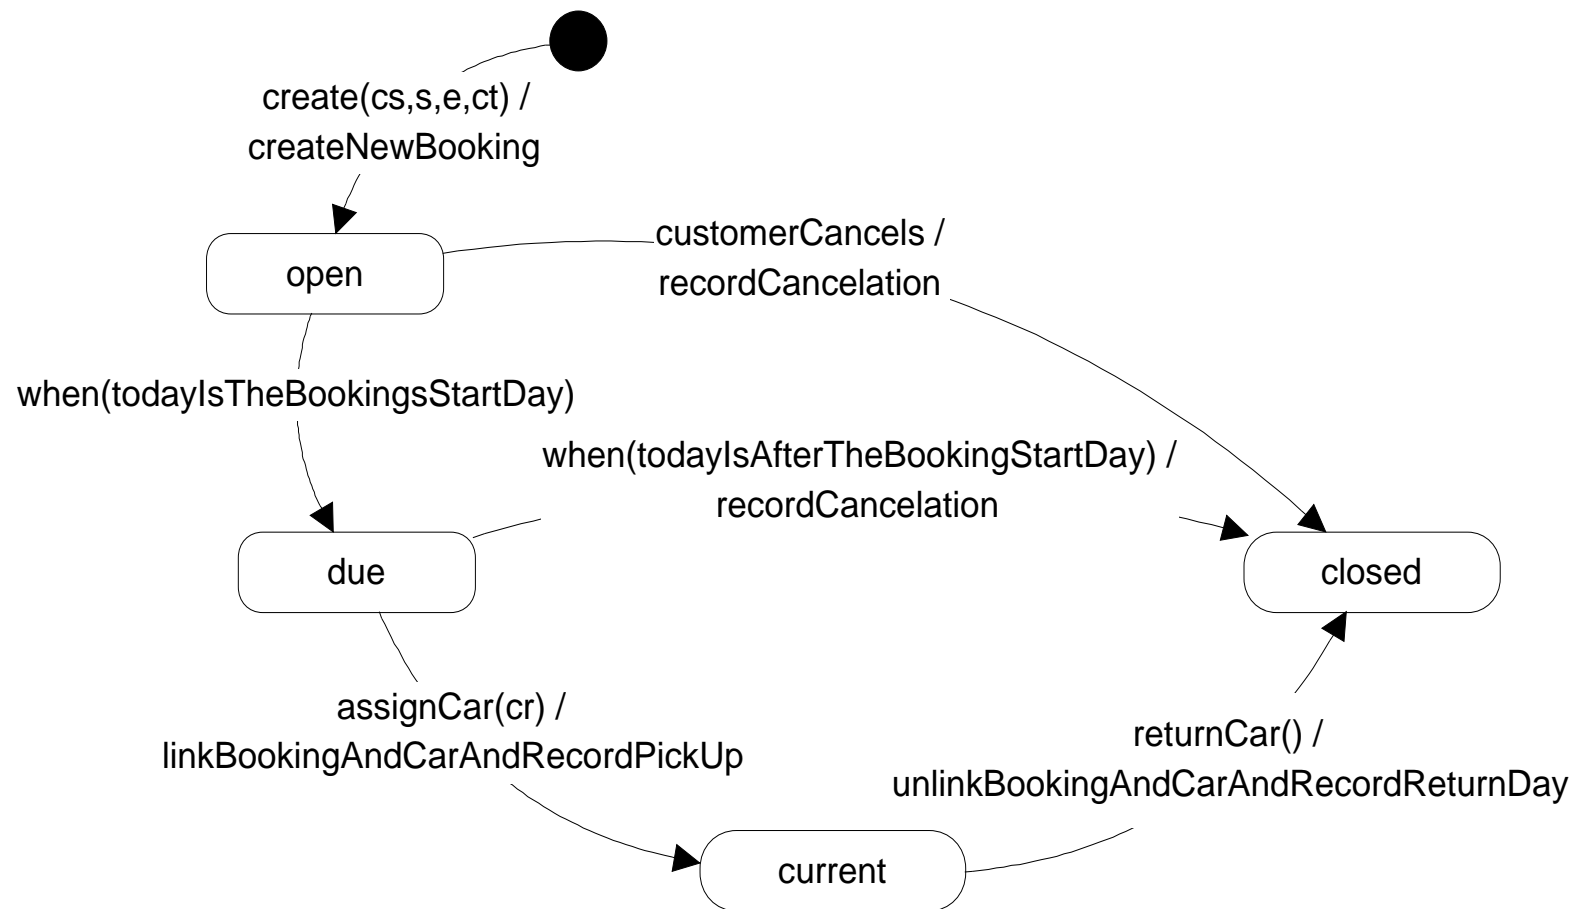 create(cs,s,e,ct) /
createNewBooking
customerCancels /
recordCancelation
open
when(todayIsTheBookingsStartDay)
when(todayIsAfterTheBookingStartDay) /
recordCancelation
due
closed
assignCar(cr) /
linkBookingAndCarAndRecordPickUp
returnCar() /
unlinkBookingAndCarAndRecordReturnDay
current